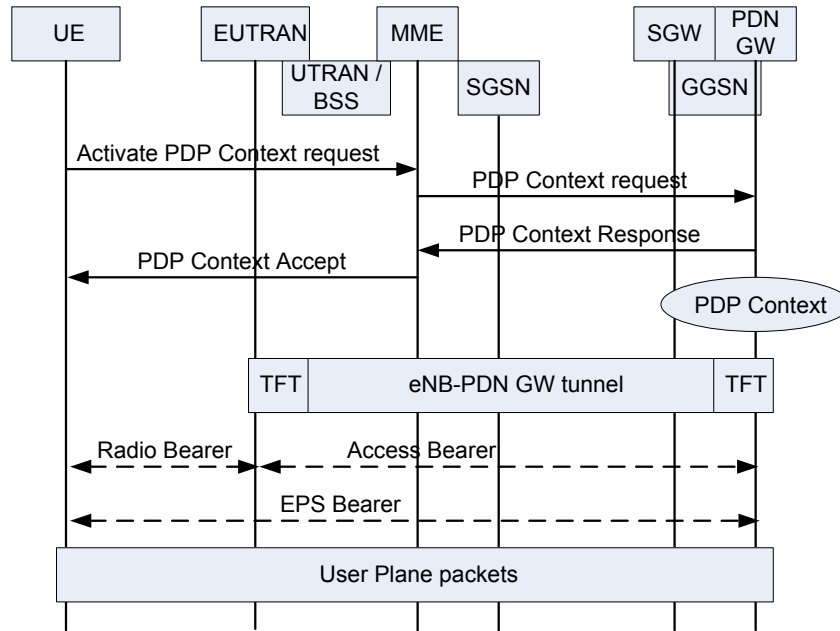 UE
EUTRAN
MME
SGW
PDN
GW
UTRAN /
BSS
SGSN
GGSN
Activate PDP Context request
PDP Context request
PDP Context Response
PDP Context Accept
PDP Context
TFT
eNB-PDN GW tunnel
TFT
Radio Bearer
Access Bearer
EPS Bearer
User Plane packets